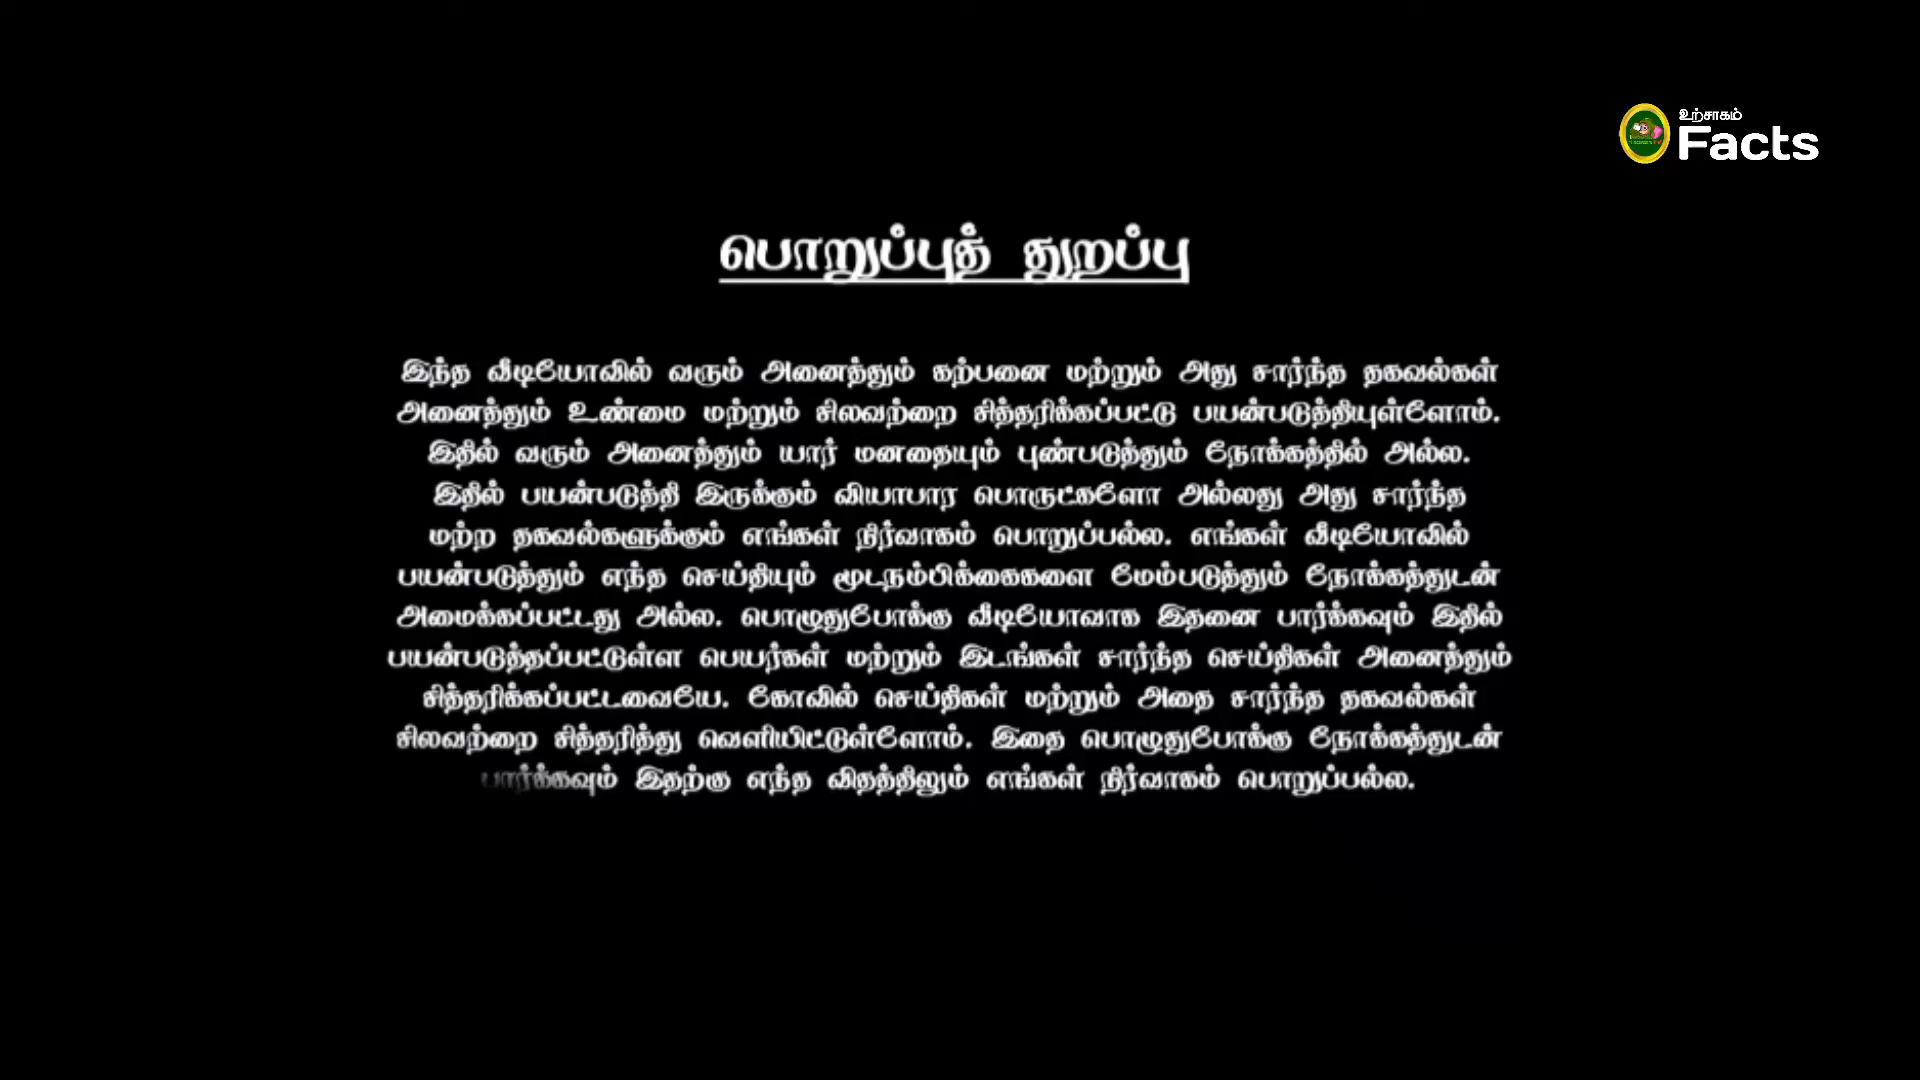 உற்சாகம்
Facts
பொறுப்புத் துறப்பு
இந்த வீடியோவில் வரும் அனைத்தும் கற்பனை மற்றும் அது சார்ந்த தகவல்கள்
அனைத்தும் உண்மை மற்றும் சிலவற்றை சித்தரிக்கப்பட்டு பயன்படுத்தியுள்ளோம்.
இதில் வரும் அனைத்தும் யார் மனதையும் புண்படுத்தும் நோக்கத்தில் அல்ல.
இதில் பயன்படுத்தி இருக்கும் வியாபார பொருட்களோ அல்லது அது சார்ந்த
மற்ற தகவல்களுக்கும் எங்கள் நிர்வாகம் பொறுப்பல்ல. எங்கள் வீடியோவில்
பயன்படுத்தும் எந்த செய்தியும் மூடநம்பிக்கைகளை மேம்படுத்தும் நோக்கத்துடன்
அமைக்கப்பட்டது அல்ல. பொழுதுபோக்கு வீடியோவாக இதனை பார்க்கவும் இதில்
பயன்படுத்தப்பட்டுள்ள பெயர்கள் மற்றும் இடங்கள் சார்ந்த செய்திகள் அனைத்தும்
சித்தரிக்கப்பட்டவையே. கோவில் செய்திகள் மற்றும் அதை சார்ந்த தகவல்கள்
சிலவற்றை சித்தரித்து வெளியிட்டுள்ளோம். இதை பொழுதுபோக்கு நோக்கத்துடன்
பார்க்கவும் இதற்கு எந்த விதத்திலும் எங்கள் நிர்வாகம் பொறுப்பல்ல.